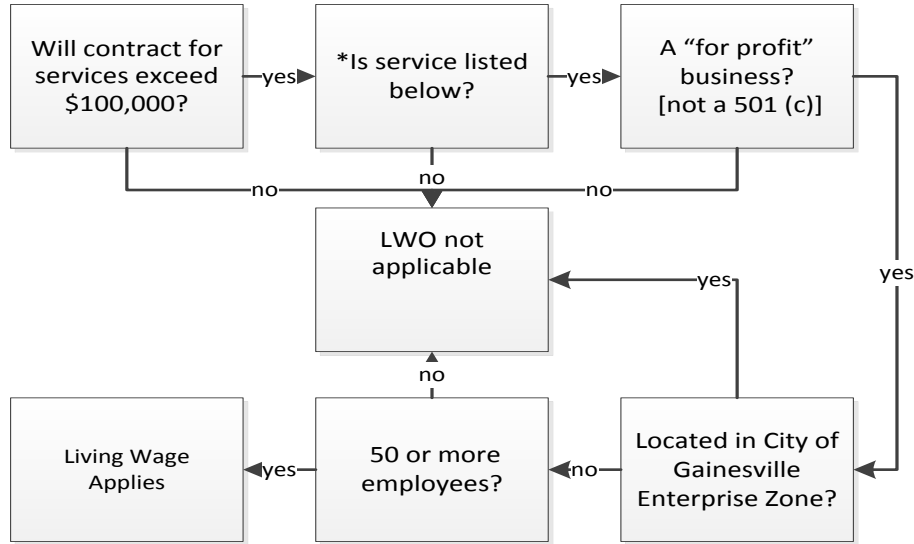 Will contract for
services exceed
$100,000?
yes
*Is service listed
below?
yes
A “for profit”
business?
[not a 501 (c)]
no
no
no
yes
LWO not
applicable
yes
no
Living Wage
Applies
yes
50 or more
employees?
no
Located in City of
Gainesville
Enterprise Zone?